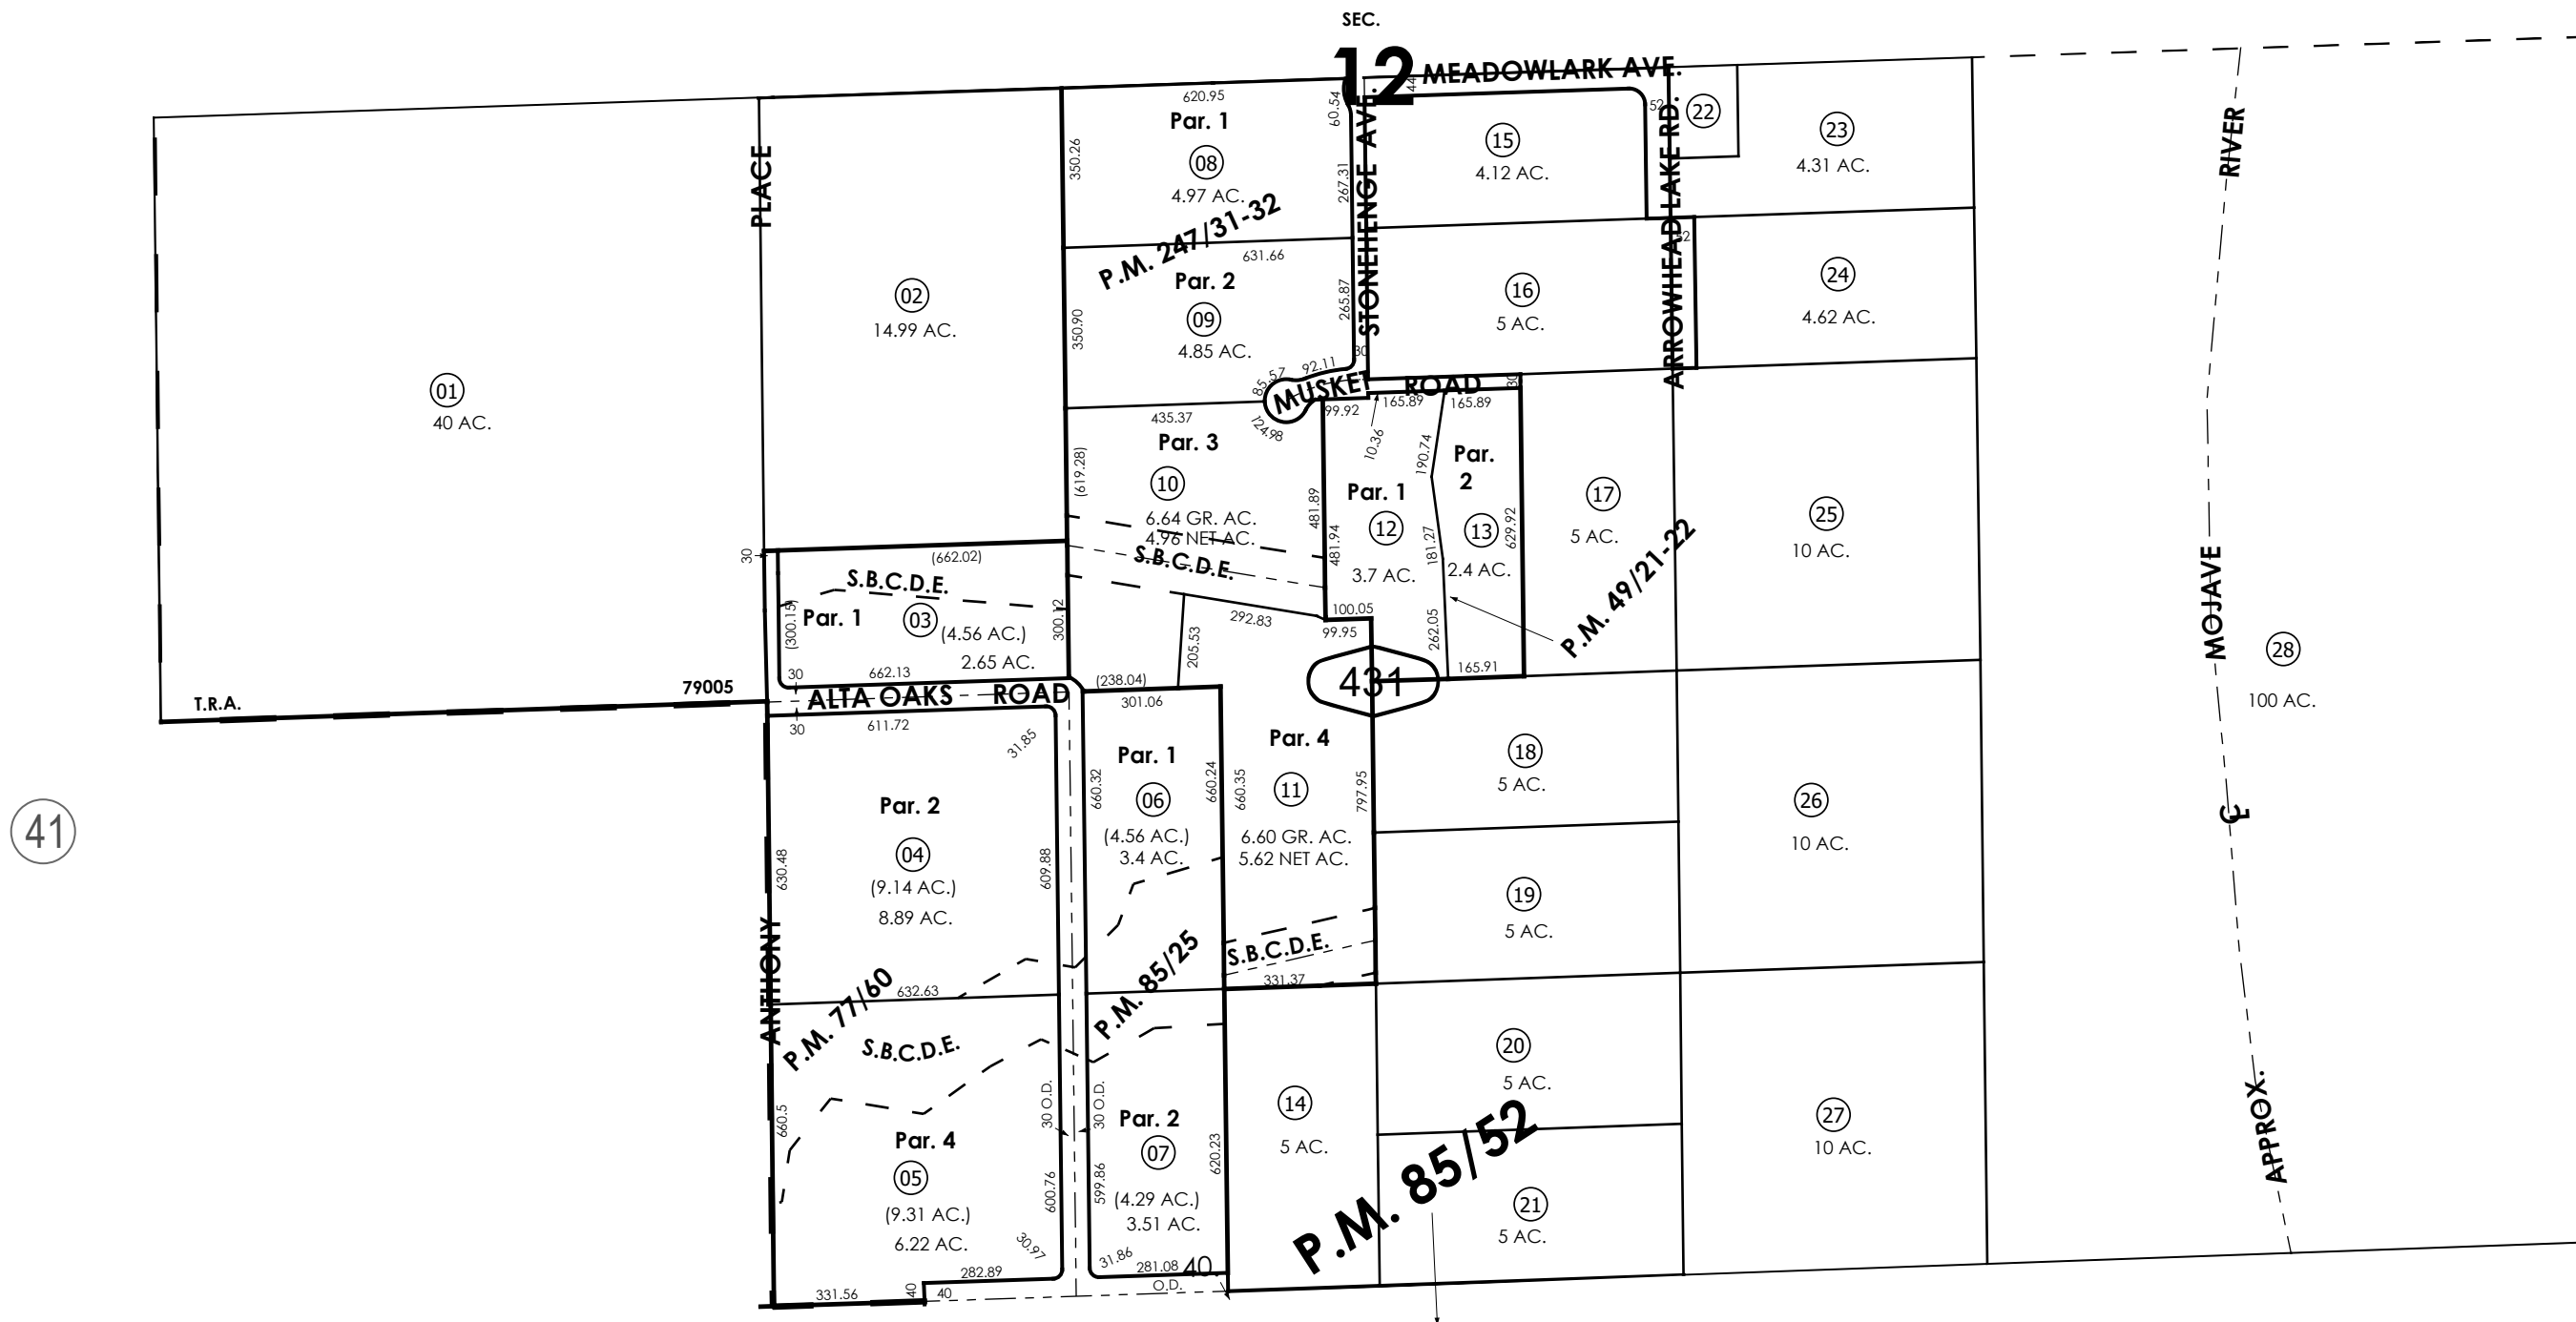 SEC.
12
MEADOWLARK AVE.
44
620.95
Par. 1
08
4.97 AC.
350.26
60.54
267.31
P.M. 247/31-32
631.66
Par. 2
09
4.85 AC.
350.90
265.87
STONEHENGE AVE.
30
52
15
4.12 AC.
22
23
4.31 AC.
ARROWHEAD LAKE RD.
52
16
5 AC.
24
4.62 AC.
PLACE
02
14.99 AC.
01
40 AC.
RIVER
85.57
92.11
MUSKET ROAD
30
99.92
165.89
165.89
124.98
10.36
435.37
Par. 3
(619.28)
10
6.64 GR. AC.
4.96 NET AC.
S.B.C.D.E.
481.89
481.94
Par. 1
12
3.7 AC.
190.74
181.27
262.05
Par.
2
13
2.4 AC.
629.92
17
5 AC.
P.M. 49/21-22
25
10 AC.
MOJAVE
28
100 AC.
30
(662.02)
S.B.C.D.E.
(300.15)
Par. 1
03
(4.56 AC.)
2.65 AC.
300.12
662.13
30
292.83
205.53
100.05
99.95
165.91
431
T.R.A.
79005
ALTA OAKS ROAD
30
611.72
31.85
(238.04)
301.06
Par. 1
06
(4.56 AC.)
3.4 AC.
660.32
660.24
660.35
Par. 4
11
6.60 GR. AC.
5.62 NET AC.
797.95
S.B.C.D.E.
331.37
18
5 AC.
19
5 AC.
26
10 AC.
41
Par. 2
04
(9.14 AC.)
8.89 AC.
630.48
609.88
632.63
ANTHONY
P.M. 77/60
S.B.C.D.E.
P.M. 85/25
660.5
Par. 4
05
(9.31 AC.)
6.22 AC.
30 O.D.
30 O.D.
600.76
599.86
Par. 2
07
(4.29 AC.)
3.51 AC.
620.23
14
5 AC.
20
5 AC.
21
5 AC.
P.M. 85/52
27
10 AC.
APPROX.
30.97
31.86
282.89
281.08
40.
331.56
40
40
O.D.